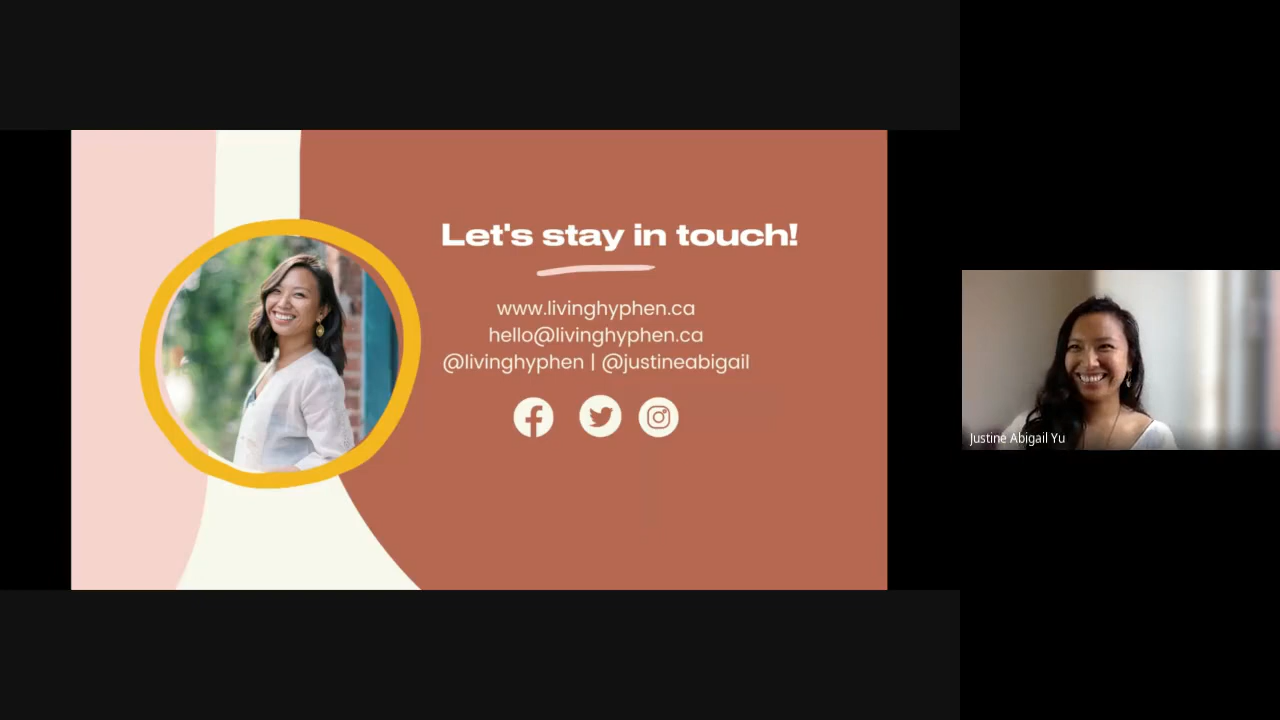 Let's stay in touch!
www.livinghyphen.ca
hello@livinghyphen.ca
@livinghyphen | @justineabigail
Justine Abigail Yu